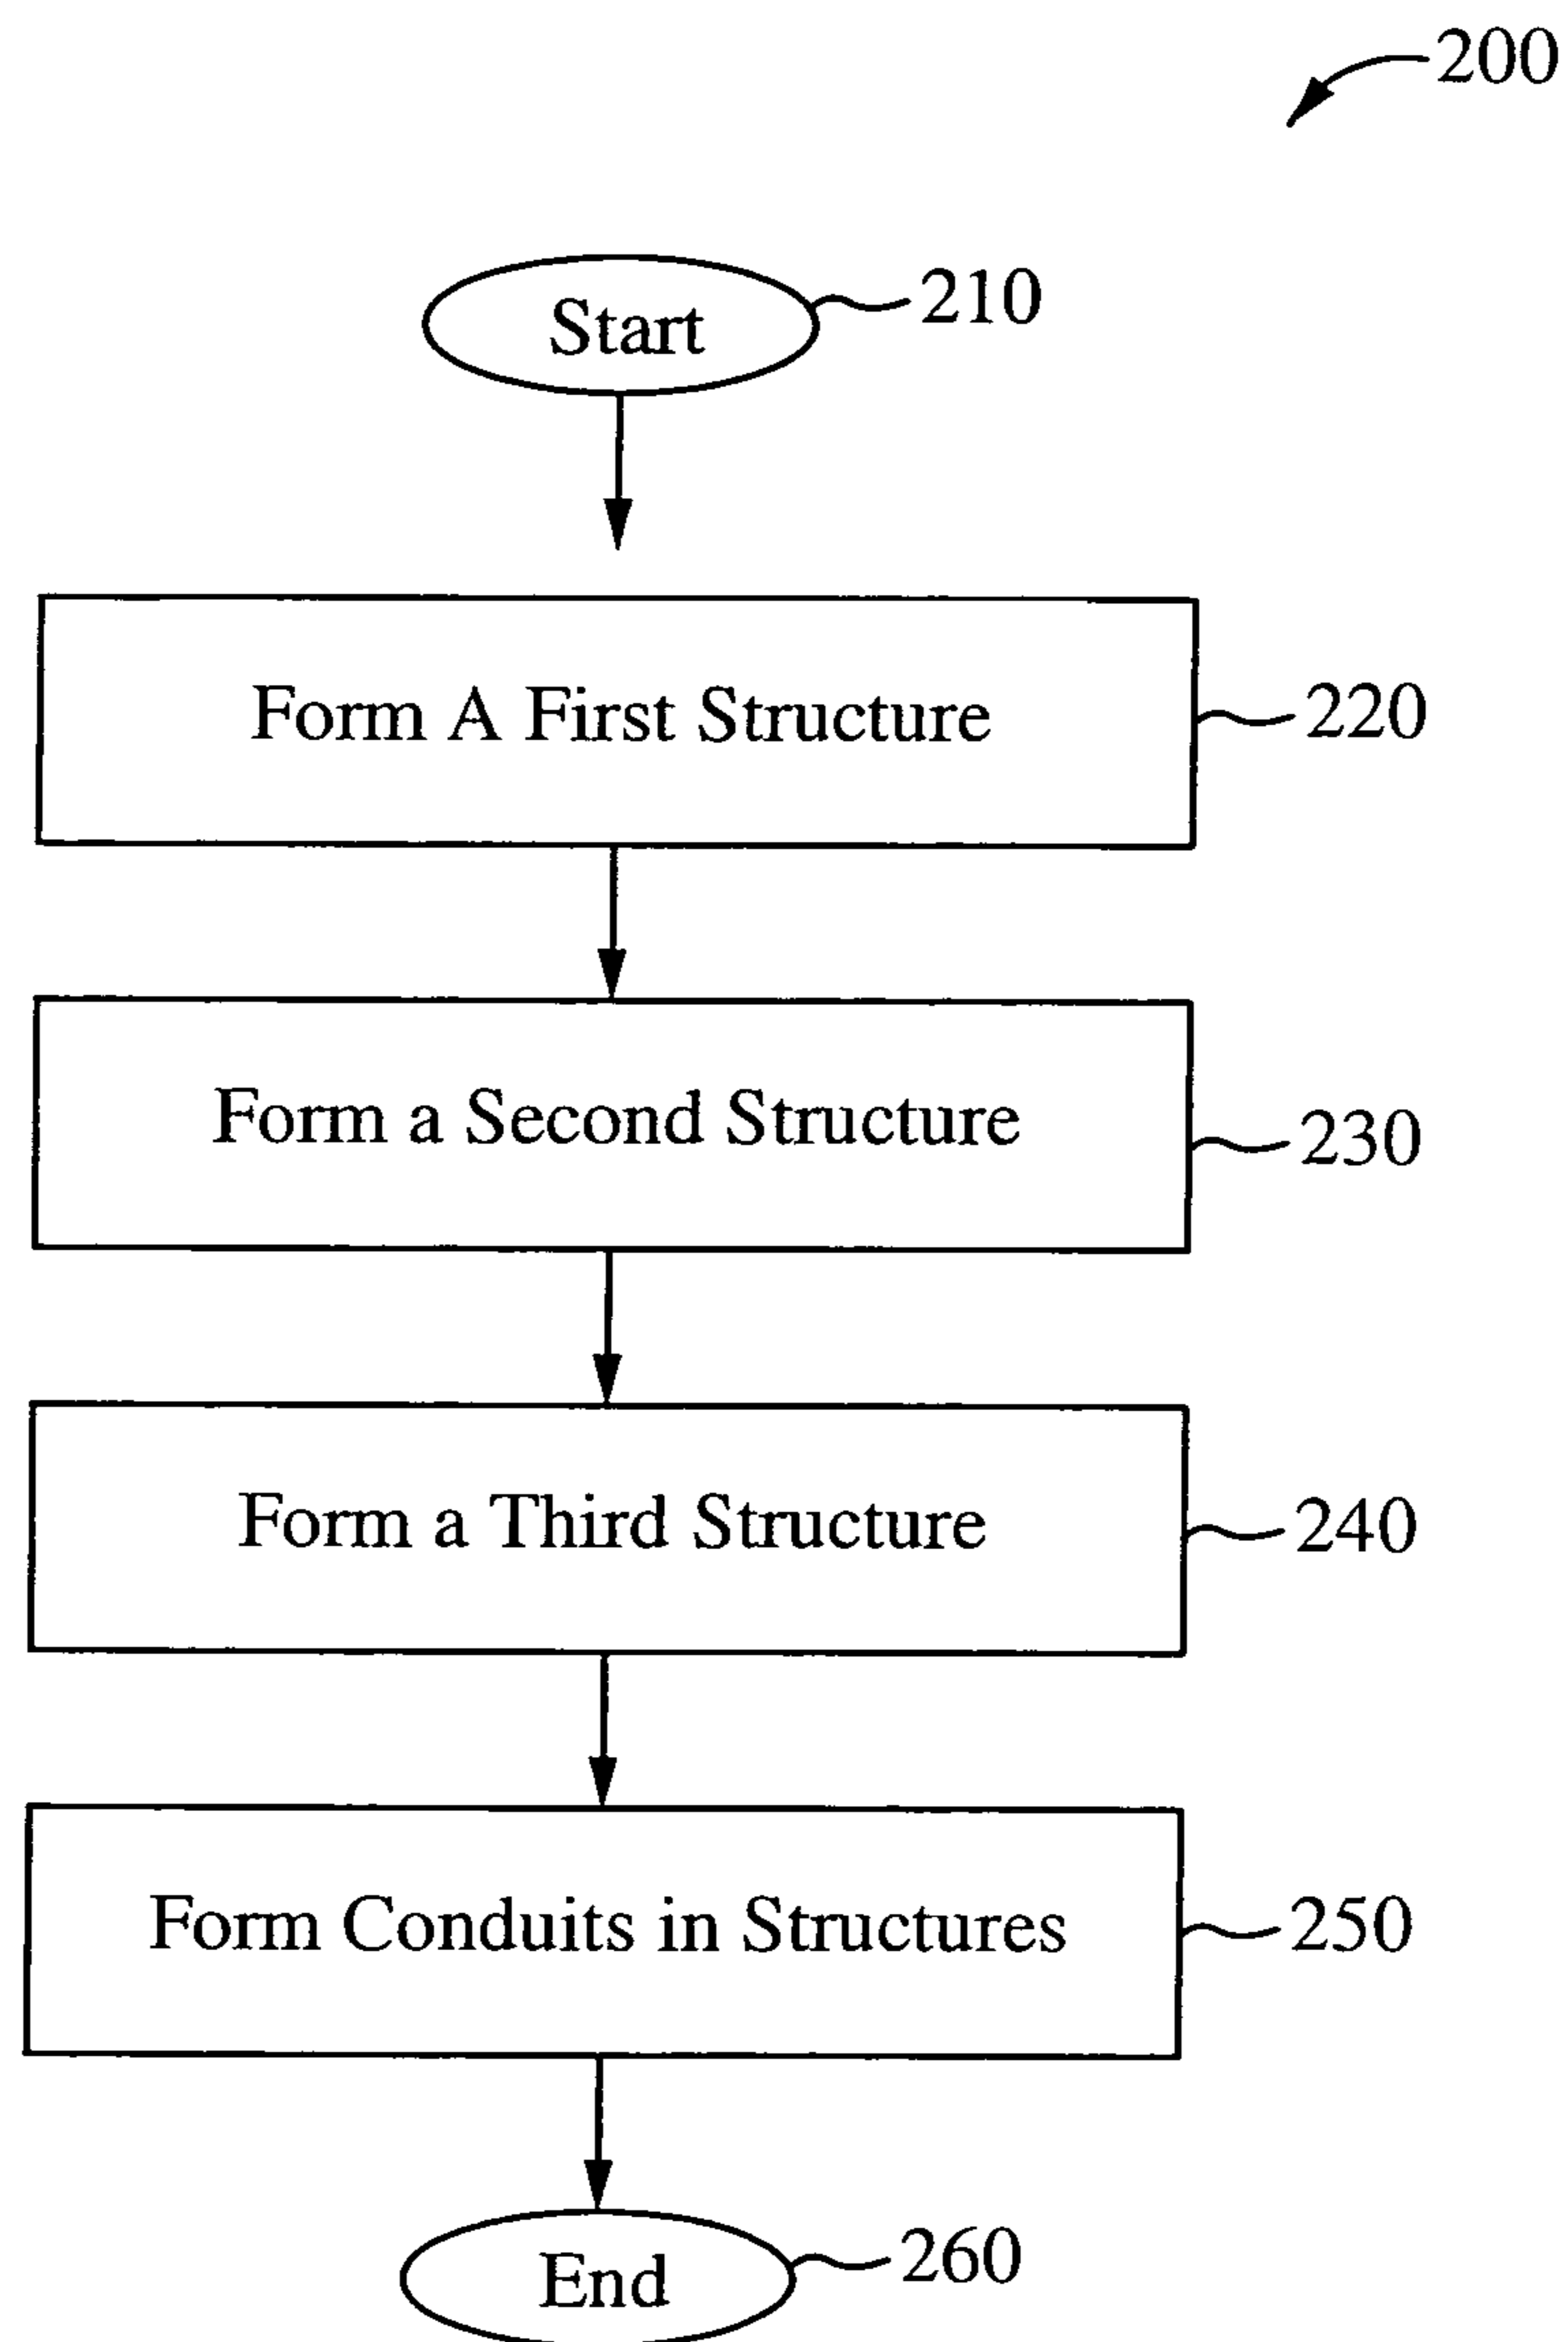 200
Start
210
Form A First Structure
220
Form a Second Structure
230
Form a Third Structure
240
Form Conduits in Structures
250
End
260